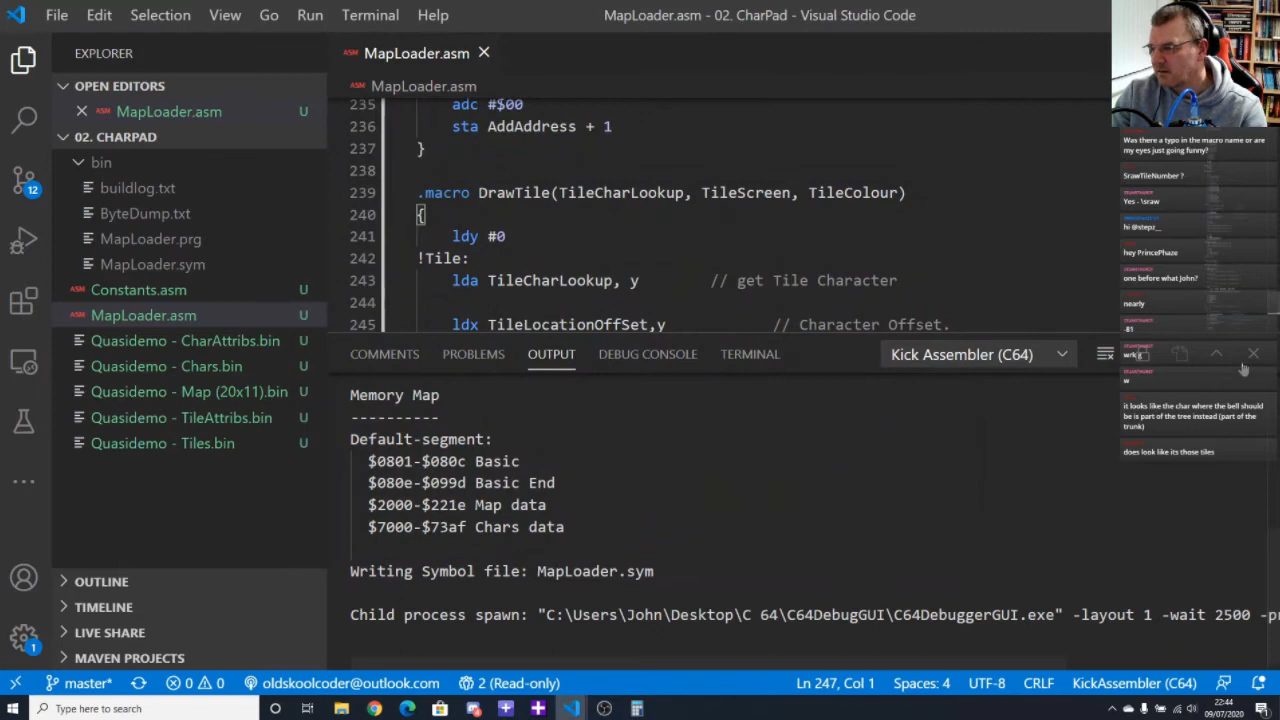 File Edit Selection View Go Run Terminal Help MapLoader.asm - 02. CharPad - Visual Studio Code
EXPLORER
OPEN EDITORS
ASM MapLoader.asm U
02. CHARPAD
bin
buildlog.txt
ByteDump.txt
MapLoader.prg
MapLoader.sym
Constants.asm U
MapLoader.asm U
Quasidemo - CharAttribs.bin U
Quasidemo - Chars.bin U
Quasidemo - Map (20x11).bin U
Quasidemo - TileAttribs.bin U
Quasidemo - Tiles.bin U
OUTLINE
TIMELINE
LIVE SHARE
MAVEN PROJECTS
12
1
ASM MapLoader.asm
ASM MapLoader.asm
235 adc #$00
236 sta AddAddress + 1
237 }
238
239 .macro DrawTile(TileCharLookup, TileScreen, TileColour)
240 {
241 ldy #0
242 !Tile:
243 lda TileCharLookup, y // get Tile Character
244
245 ldx TileLocationOffSet,y // Character Offset.
COMMENTS PROBLEMS OUTPUT DEBUG CONSOLE TERMINAL Kick Assembler (C64)
Memory Map
----------
Default-segment:
$0801-$080c Basic
$080e-$099d Basic End
$2000-$221e Map data
$7000-$73af Chars data
Writing Symbol file: MapLoader.sym
Child process spawn: "C:\Users\John\Desktop\C 64\C64DebugGUI\C64DebuggerGUI.exe" -layout 1 -wait 2500 -pr
Was there a typo in the macro name or are
my eyes just going funny?
SrawTileNumber ?
Yes - \sraw
hi @stepz__
hey PrincePhaze
one before what John?
nearly
-81
w
it looks like the char where the bell should
be is part of the tree instead (part of the
trunk)
does look like its those tiles
master* 0 0 oldskoolcoder@outlook.com 2 (Read-only) Ln 247, Col 1 Spaces: 4 UTF-8 CRLF KickAssembler (C64)
Type here to search
22:44
09/07/2020